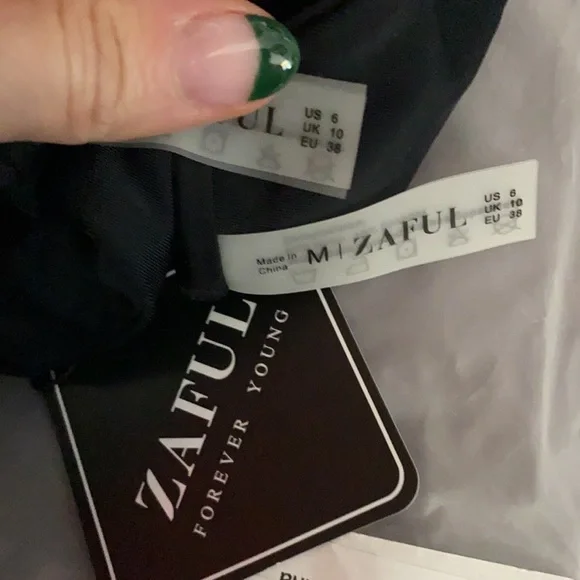 UL
US 6
UK 10
EU 38
Made in
China
M | ZAFUL
US 6
UK 10
EU 38
ZAFUL
FOREVER YOUNG